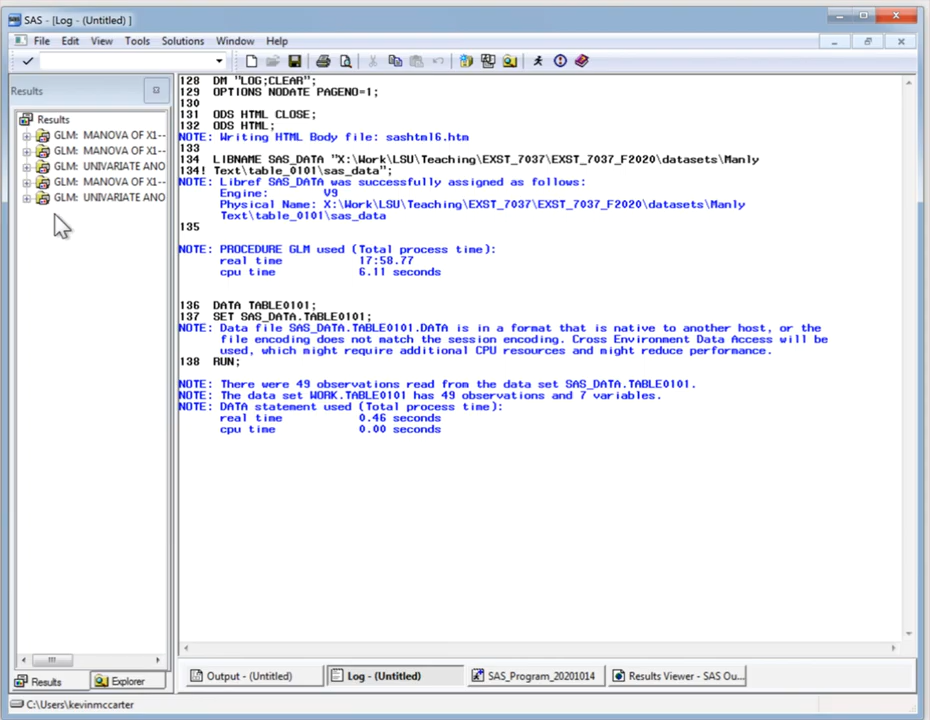 SAS - [Log - (Untitled) ]
File Edit View Tools Solutions Window Help
Results
Results
GLM: MANOVA OF X1--
GLM: MANOVA OF X1--
GLM: UNIVARIATE ANO
GLM: MANOVA OF X1--
GLM: UNIVARIATE ANO
128 DM "LOG;CLEAR";
129 OPTIONS NODATE PAGENO=1;
130
131 ODS HTML CLOSE;
132 ODS HTML;
NOTE: Writing HTML Body file: sashtml6.htm
133
134 LIBNAME SAS_DATA "X:\Work\LSU\Teaching\EXST_7037\EXST_7037_F2020\datasets\Manly
134! Text\table_0101\sas_data";
NOTE: Libref SAS_DATA was successfully assigned as follows:
Engine: V9
Physical Name: X:\Work\LSU\Teaching\EXST_7037\EXST_7037_F2020\datasets\Manly
Text\table_0101\sas_data
135
NOTE: PROCEDURE GLM used (Total process time):
real time 17:58.77
cpu time 6.11 seconds
136 DATA TABLE0101;
137 SET SAS_DATA.TABLE0101;
NOTE: Data file SAS_DATA.TABLE0101.DATA is in a format that is native to another host, or the
file encoding does not match the session encoding. Cross Environment Data Access will be
used, which might require additional CPU resources and might reduce performance.
138 RUN;
NOTE: There were 49 observations read from the data set SAS_DATA.TABLE0101.
NOTE: The data set WORK.TABLE0101 has 49 observations and 7 variables.
NOTE: DATA statement used (Total process time):
real time 0.46 seconds
cpu time 0.00 seconds
Results Explorer
Output - (Untitled) Log - (Untitled) SAS_Program_20201014 Results Viewer - SAS Ou...
C:\Users\kevinmccarter